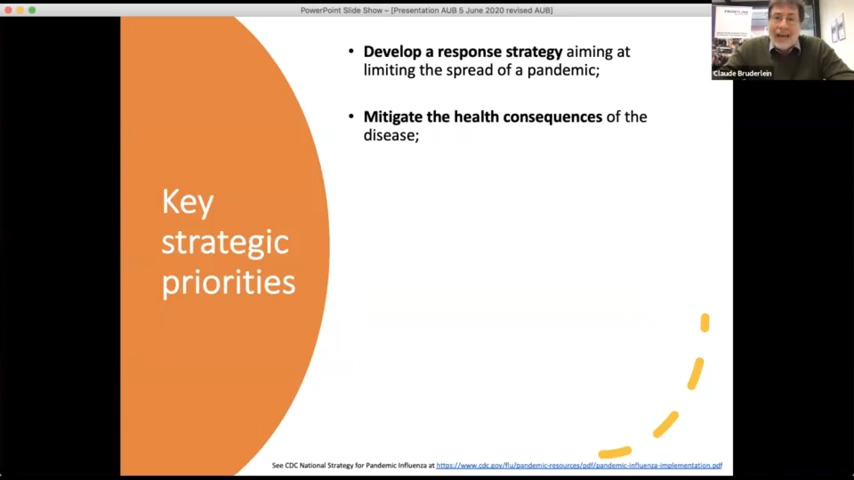 PowerPoint Slide Show – [Presentation AUB 5 June 2020 revised AUB]
• Develop a response strategy aiming at
limiting the spread of a pandemic;
• Mitigate the health consequences of the
disease;
Key
strategic
priorities
See CDC National Strategy for Pandemic Influenza at https://www.cdc.gov/flu/pandemic-resources/pdf/pandemic-influenza-implementation.pdf
Claude Bruderlein